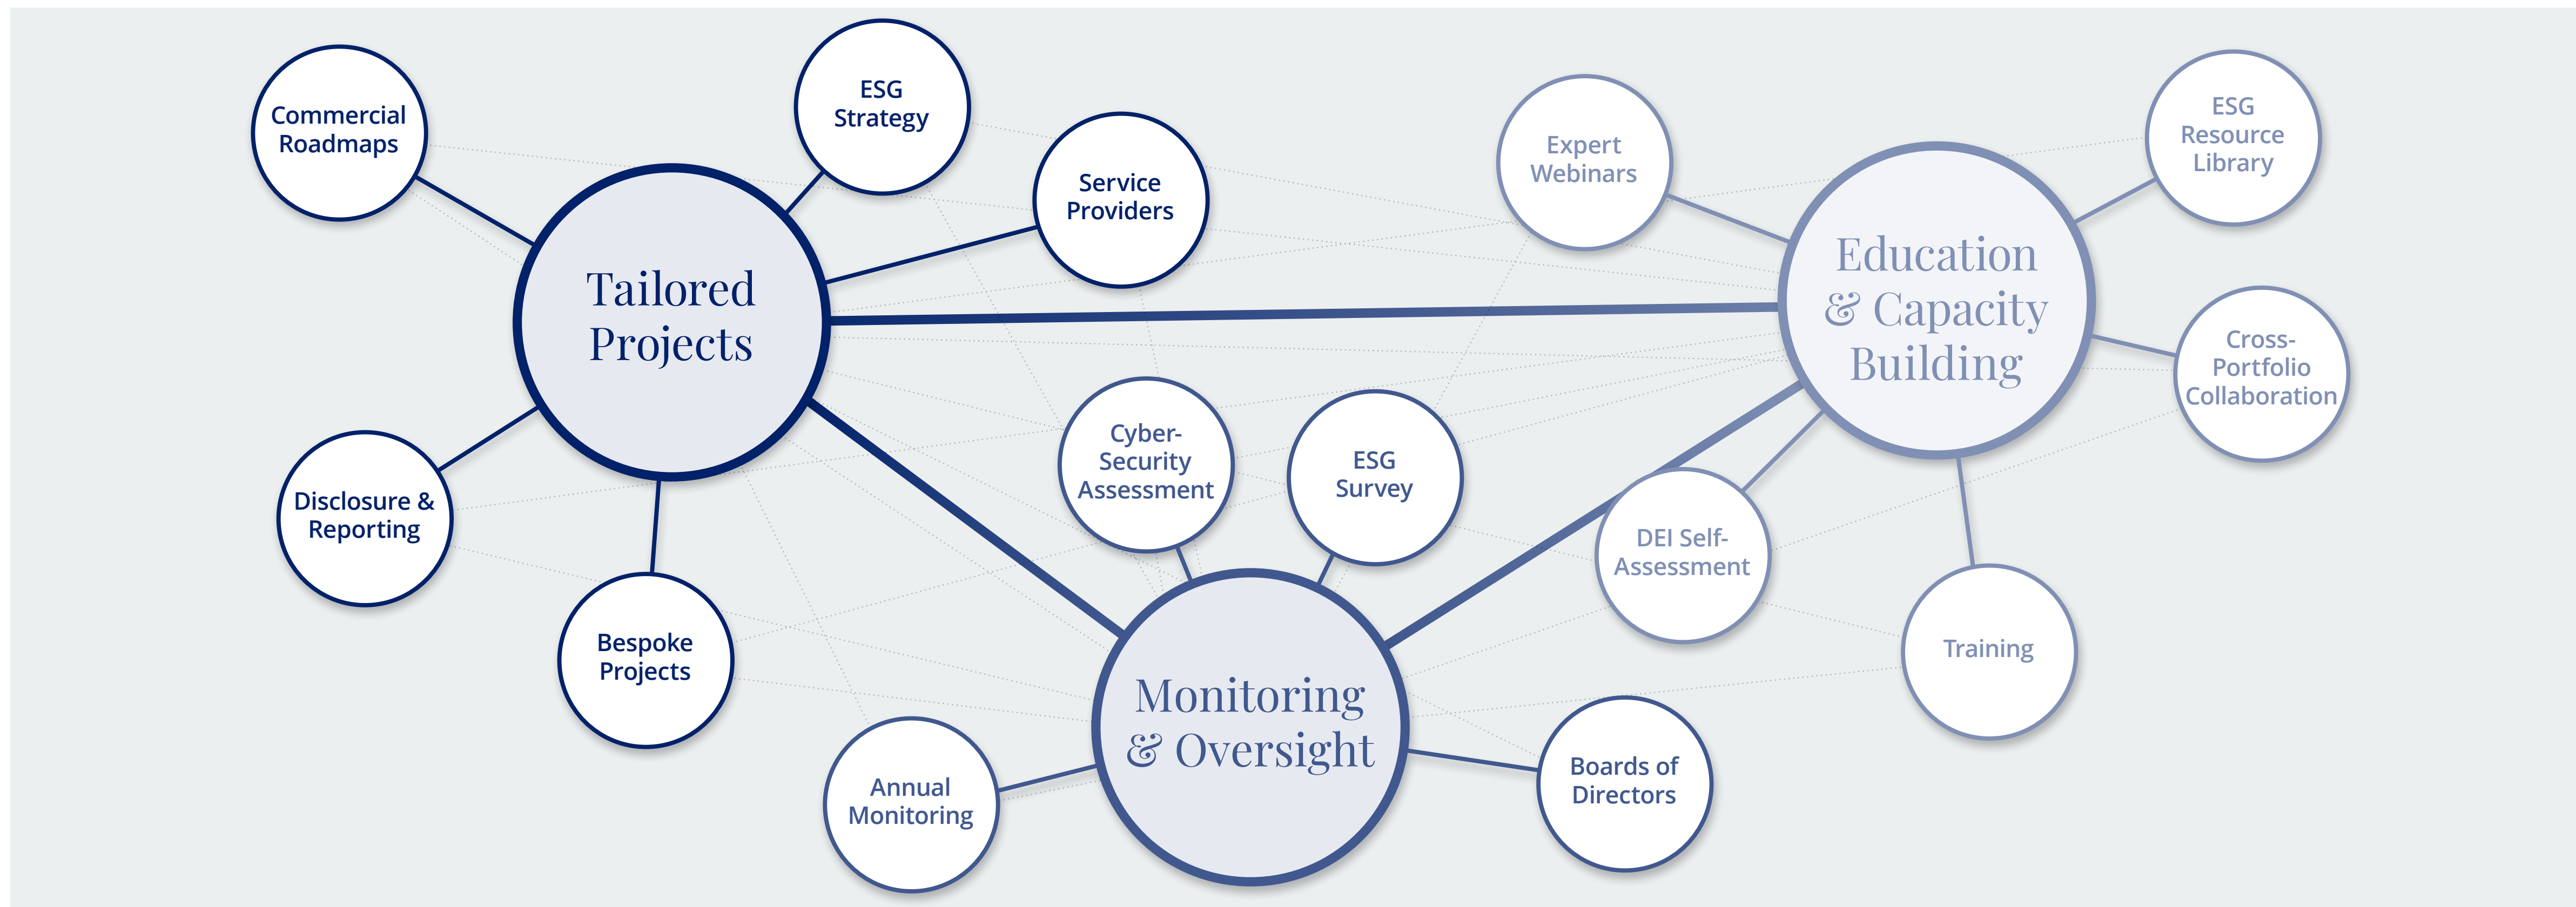 Commercial
Roadmaps
ESG
Strategy
Service
Providers
Tailored
Projects
Disclosure &
Reporting
Bespoke
Projects
Cyber-
Security
Assessment
ESG
Survey
Monitoring
& Oversight
Annual
Monitoring
Boards of
Directors
Expert
Webinars
ESG
Resource
Library
Education
& Capacity
Building
Cross-
Portfolio
Collaboration
DEI Self-
Assessment
Training